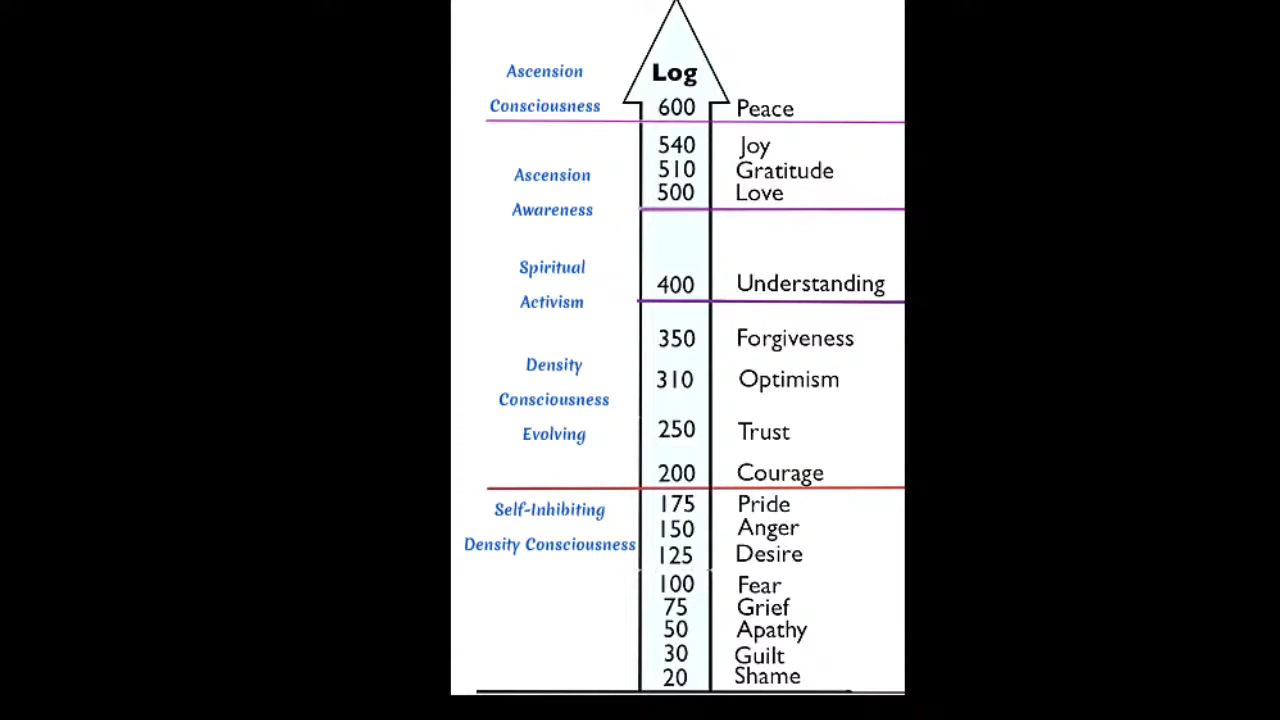 Log
Ascension
Consciousness
600 Peace
540 Joy
510 Gratitude
500 Love
Ascension
Awareness
Spiritual
Activism
400 Understanding
350 Forgiveness
310 Optimism
250 Trust
200 Courage
Density
Consciousness
Evolving
175 Pride
150 Anger
125 Desire
Self-Inhibiting
Density Consciousness
100 Fear
75 Grief
50 Apathy
30 Guilt
20 Shame